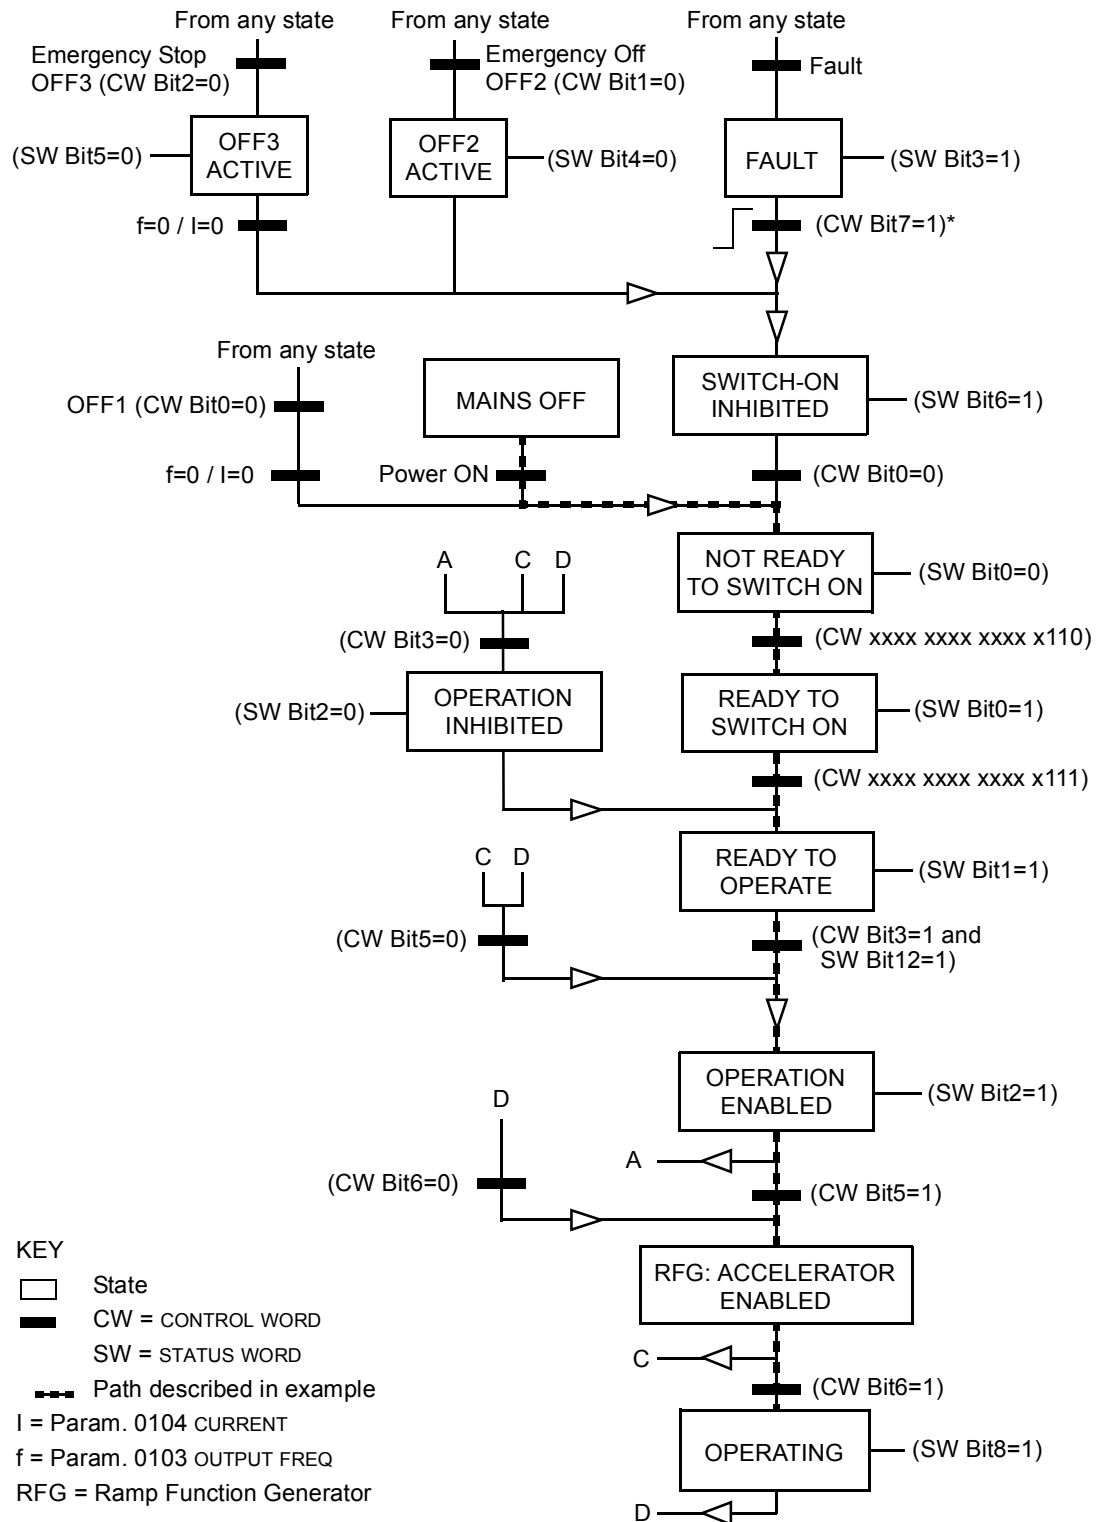 From any state
From any state
From any state
Emergency Stop
OFF3 (CW Bit2=0)
Emergency Off
OFF2 (CW Bit1=0)
Fault
(SW Bit5=0)
OFF3
ACTIVE
OFF2
ACTIVE
(SW Bit4=0)
FAULT
(SW Bit3=1)
f=0 / I=0
(CW Bit7=1)*
From any state
OFF1 (CW Bit0=0)
MAINS OFF
SWITCH-ON
INHIBITED
(SW Bit6=1)
f=0 / I=0
Power ON
(CW Bit0=0)
A
C
D
NOT READY
TO SWITCH ON
(SW Bit0=0)
(CW Bit3=0)
(CW xxxx xxxx xxxx x110)
(SW Bit2=0)
OPERATION
INHIBITED
READY TO
SWITCH ON
(SW Bit0=1)
(CW xxxx xxxx xxxx x111)
C
D
READY TO
OPERATE
(SW Bit1=1)
(CW Bit5=0)
(CW Bit3=1 and
SW Bit12=1)
OPERATION
ENABLED
(SW Bit2=1)
D
A
(CW Bit6=0)
(CW Bit5=1)
RFG: ACCELERATOR
ENABLED
C
(CW Bit6=1)
OPERATING
(SW Bit8=1)
D
KEY
State
CW = CONTROL WORD
SW = STATUS WORD
Path described in example
I = Param. 0104 CURRENT
f = Param. 0103 OUTPUT FREQ
RFG = Ramp Function Generator